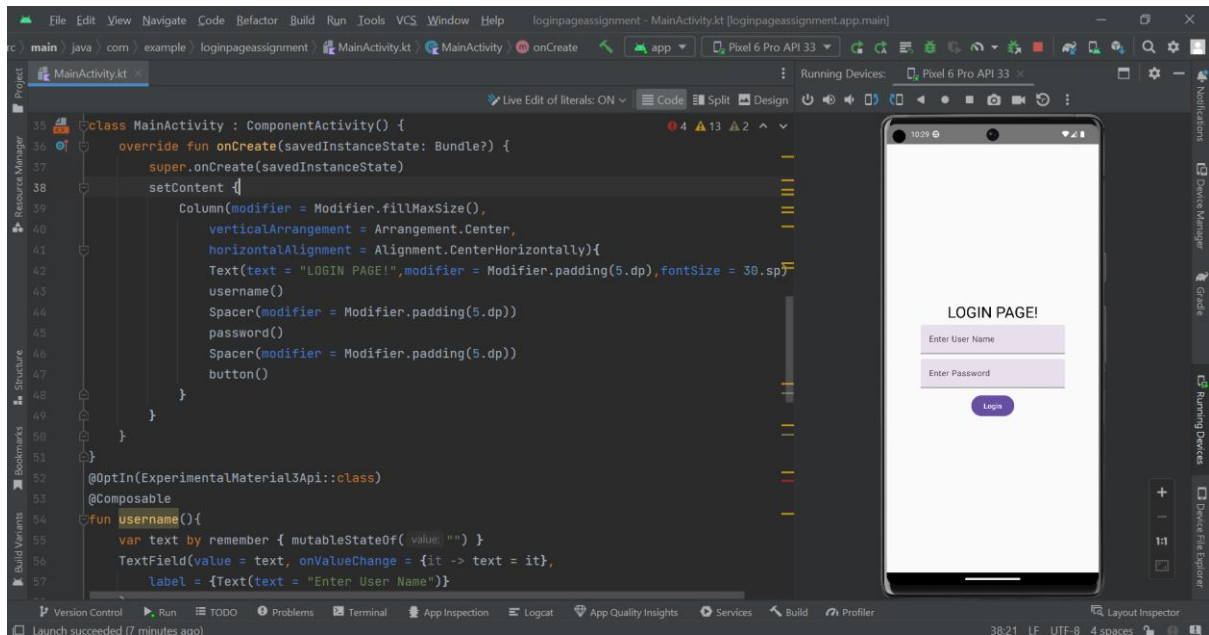 File Edit View Navigate Code Refactor Build Run Tools VCS Window Help loginpageassignment - MainActivity.kt [loginpageassignment.app.main]
rc main java com example loginpageassignment MainActivity.kt MainActivity onCreate app Pixel 6 Pro API 33
MainActivity.kt
Running Devices: Pixel 6 Pro API 33
Live Edit of literals: ON Code Split Design
4 13 2
35 class MainActivity : ComponentActivity() {
36 override fun onCreate(savedInstanceState: Bundle?) {
37 super.onCreate(savedInstanceState)
38 setContent {
39 Column(modifier = Modifier.fillMaxSize(),
40 verticalArrangement = Arrangement.Center,
41 horizontalAlignment = Alignment.CenterHorizontally){
42 Text(text = "LOGIN PAGE!",modifier = Modifier.padding(5.dp),fontSize = 30.sp)
43 username()
44 Spacer(modifier = Modifier.padding(5.dp))
45 password()
46 Spacer(modifier = Modifier.padding(5.dp))
47 button()
48 }
49 }
50 }
51 }
52 @OptIn(ExperimentalMaterial3Api::class)
53 @Composable
54 fun username(){
55 var text by remember { mutableStateOf( value: "") }
56 TextField(value = text, onValueChange = {it -> text = it},
57 label = {Text(text = "Enter User Name")}
10:29
LOGIN PAGE!
Enter User Name
Enter Password
Login
1:1
Project
Resource Manager
Structure
Bookmarks
Build Variants
Notifications
Device Manager
Gradle
Running Devices
Device File Explorer
Version Control Run TODO Problems Terminal App Inspection Logcat App Quality Insights Services Build Profiler Layout Inspector
Launch succeeded (7 minutes ago) 38:21 LF UTF-8 4 spaces